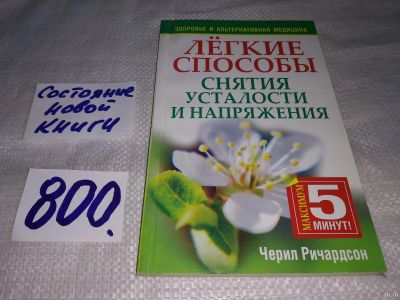 Состояние
новой
книги
800.
ЗДОРОВЬЕ И АЛЬТЕРНАТИВНАЯ МЕДИЦИНА
ЛЁГКИЕ
СПОСОБЫ
СНЯТИЯ
УСТАЛОСТИ
И НАПРЯЖЕНИЯ
МАКСИМУМ
5
МИНУТ!
Черил Ричардсон